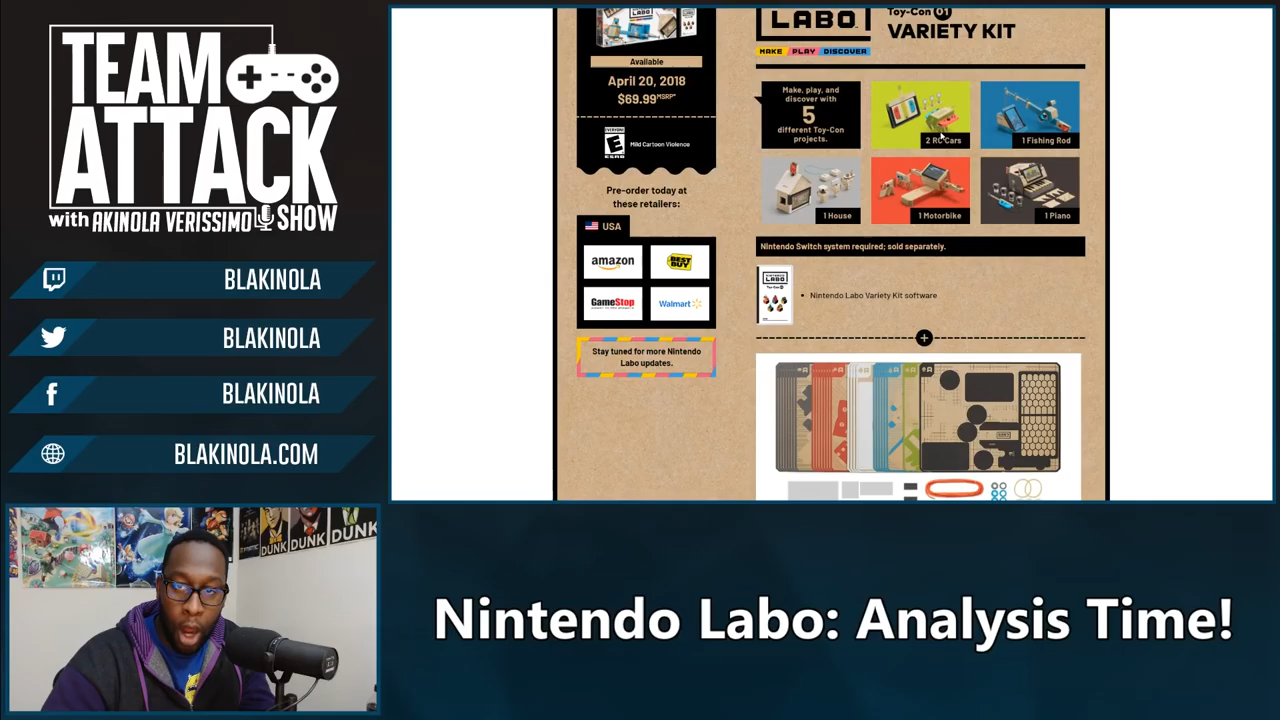 TEAM
ATTACK
with AKINOLA VERISSIMO SHOW
BLAKINOLA
BLAKINOLA
BLAKINOLA
BLAKINOLA.COM
Available
April 20, 2018
$69.99MSRP*
EVERYONE
E
ESRB
Mild Cartoon Violence
Pre-order today at
these retailers:
USA
amazon
BEST BUY
GameStop
Walmart
Stay tuned for more Nintendo
Labo updates.
LABO
Toy-Con 01
VARIETY KIT
MAKE PLAY DISCOVER
Make, play, and
discover with
5
different Toy-Con
projects.
2 RC Cars
1 Fishing Rod
1 House
1 Motorbike
1 Piano
Nintendo Switch system required; sold separately.
LABO
• Nintendo Labo Variety Kit software
+
DUNK
DUNK
DUNK
Nintendo Labo: Analysis Time!